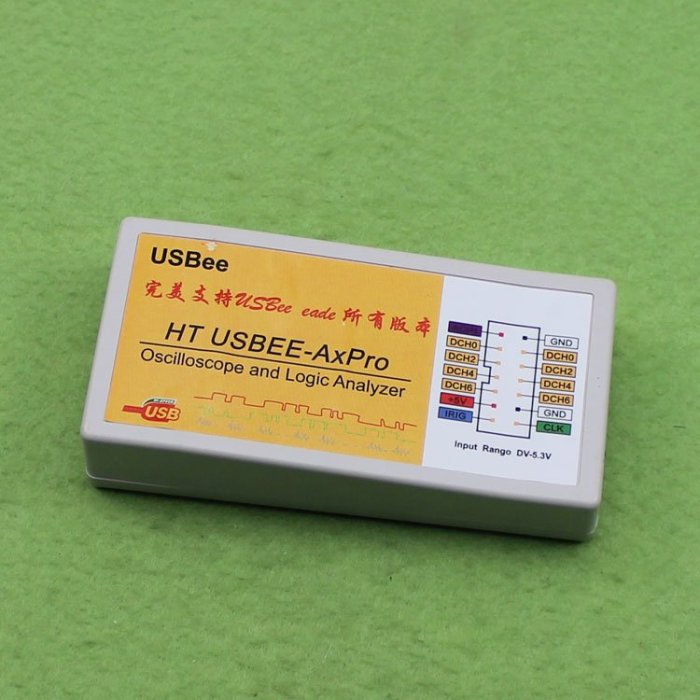 USBee
完美支持USBee eade所有版本
HT USBEE-AxPro
Oscilloscope and Logic Analyzer
USB
GND
DCH0
DCH0
DCH2
DCH2
DCH4
DCH4
DCH6
DCH6
+5V
GND
IRIG
CLK
Input Rango DV-5.3V